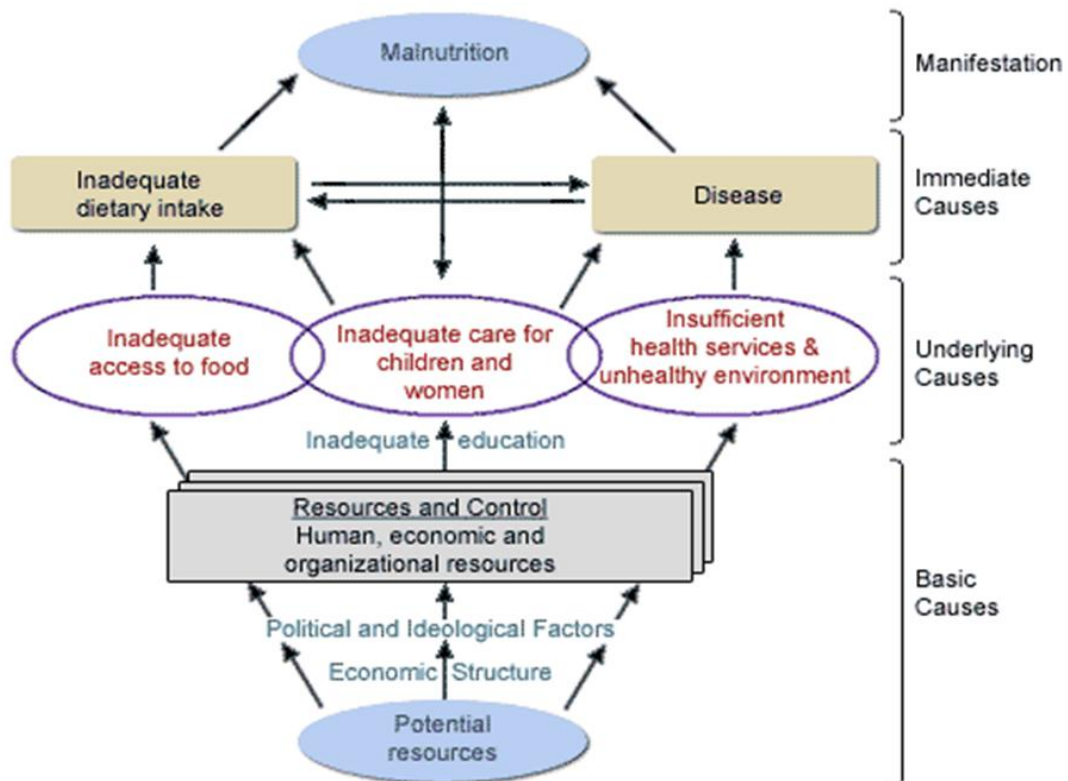 Malnutrition
Manifestation
Inadequate
dietary intake
Disease
Immediate
Causes
Inadequate
access to food
Inadequate care for
children and
women
Insufficient
health services &
unhealthy environment
Underlying
Causes
Inadequate education
Resources and Control
Human, economic and
organizational resources
Basic
Causes
Political and Ideological Factors
Economic Structure
Potential
resources